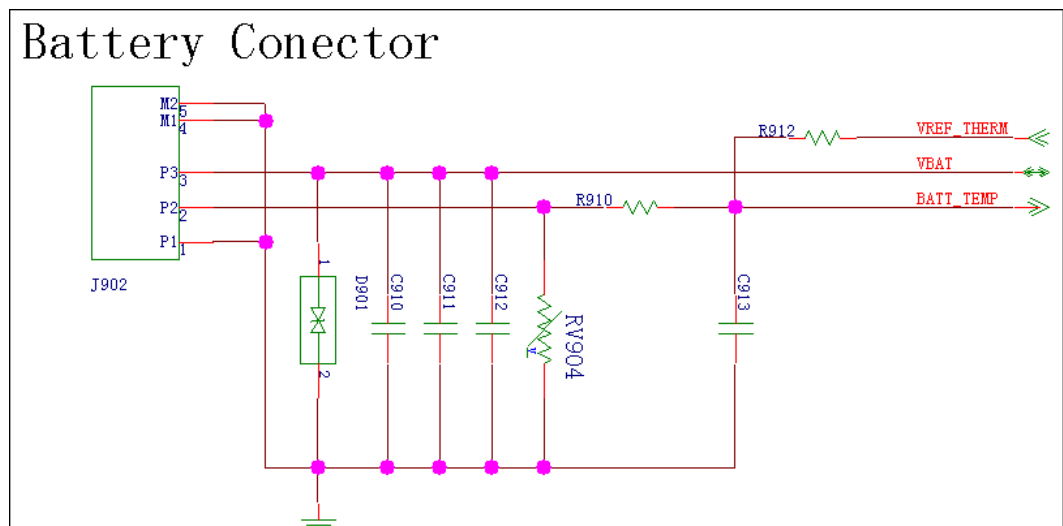 Battery Conector
M2
5
M1
4
R912
VREF_THERM
P3
3
VBAT
P2
2
R910
BATT_TEMP
P1
1
J902
1
D901
C910
C911
C912
RV904
C913
2